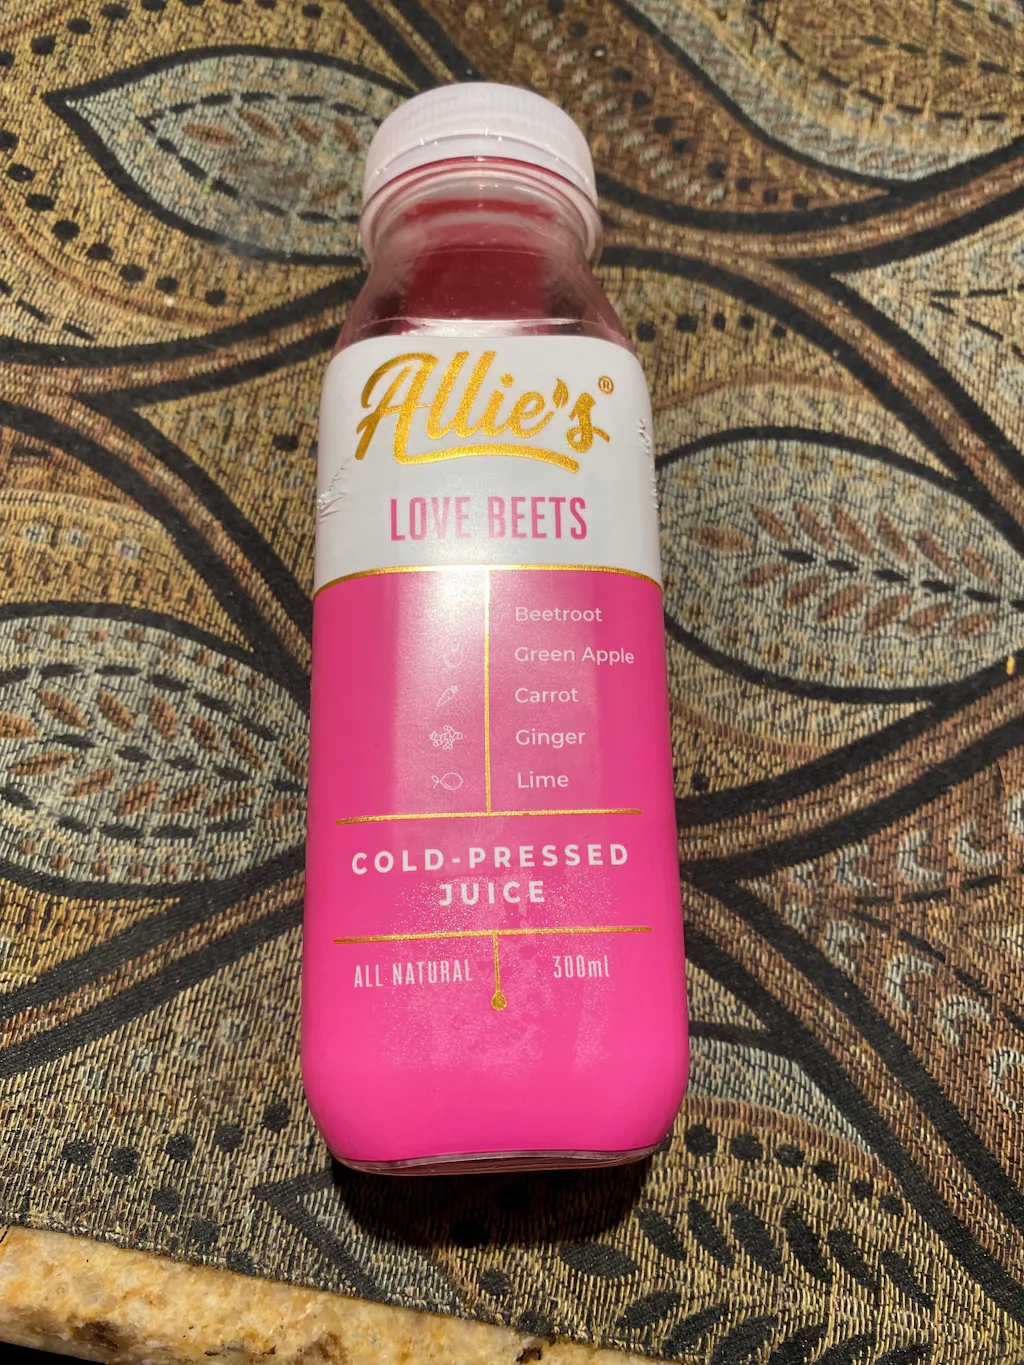 Allie's®
LOVE BEETS
Beetroot
Green Apple
Carrot
Ginger
Lime
COLD-PRESSED
JUICE
ALL NATURAL
300ml